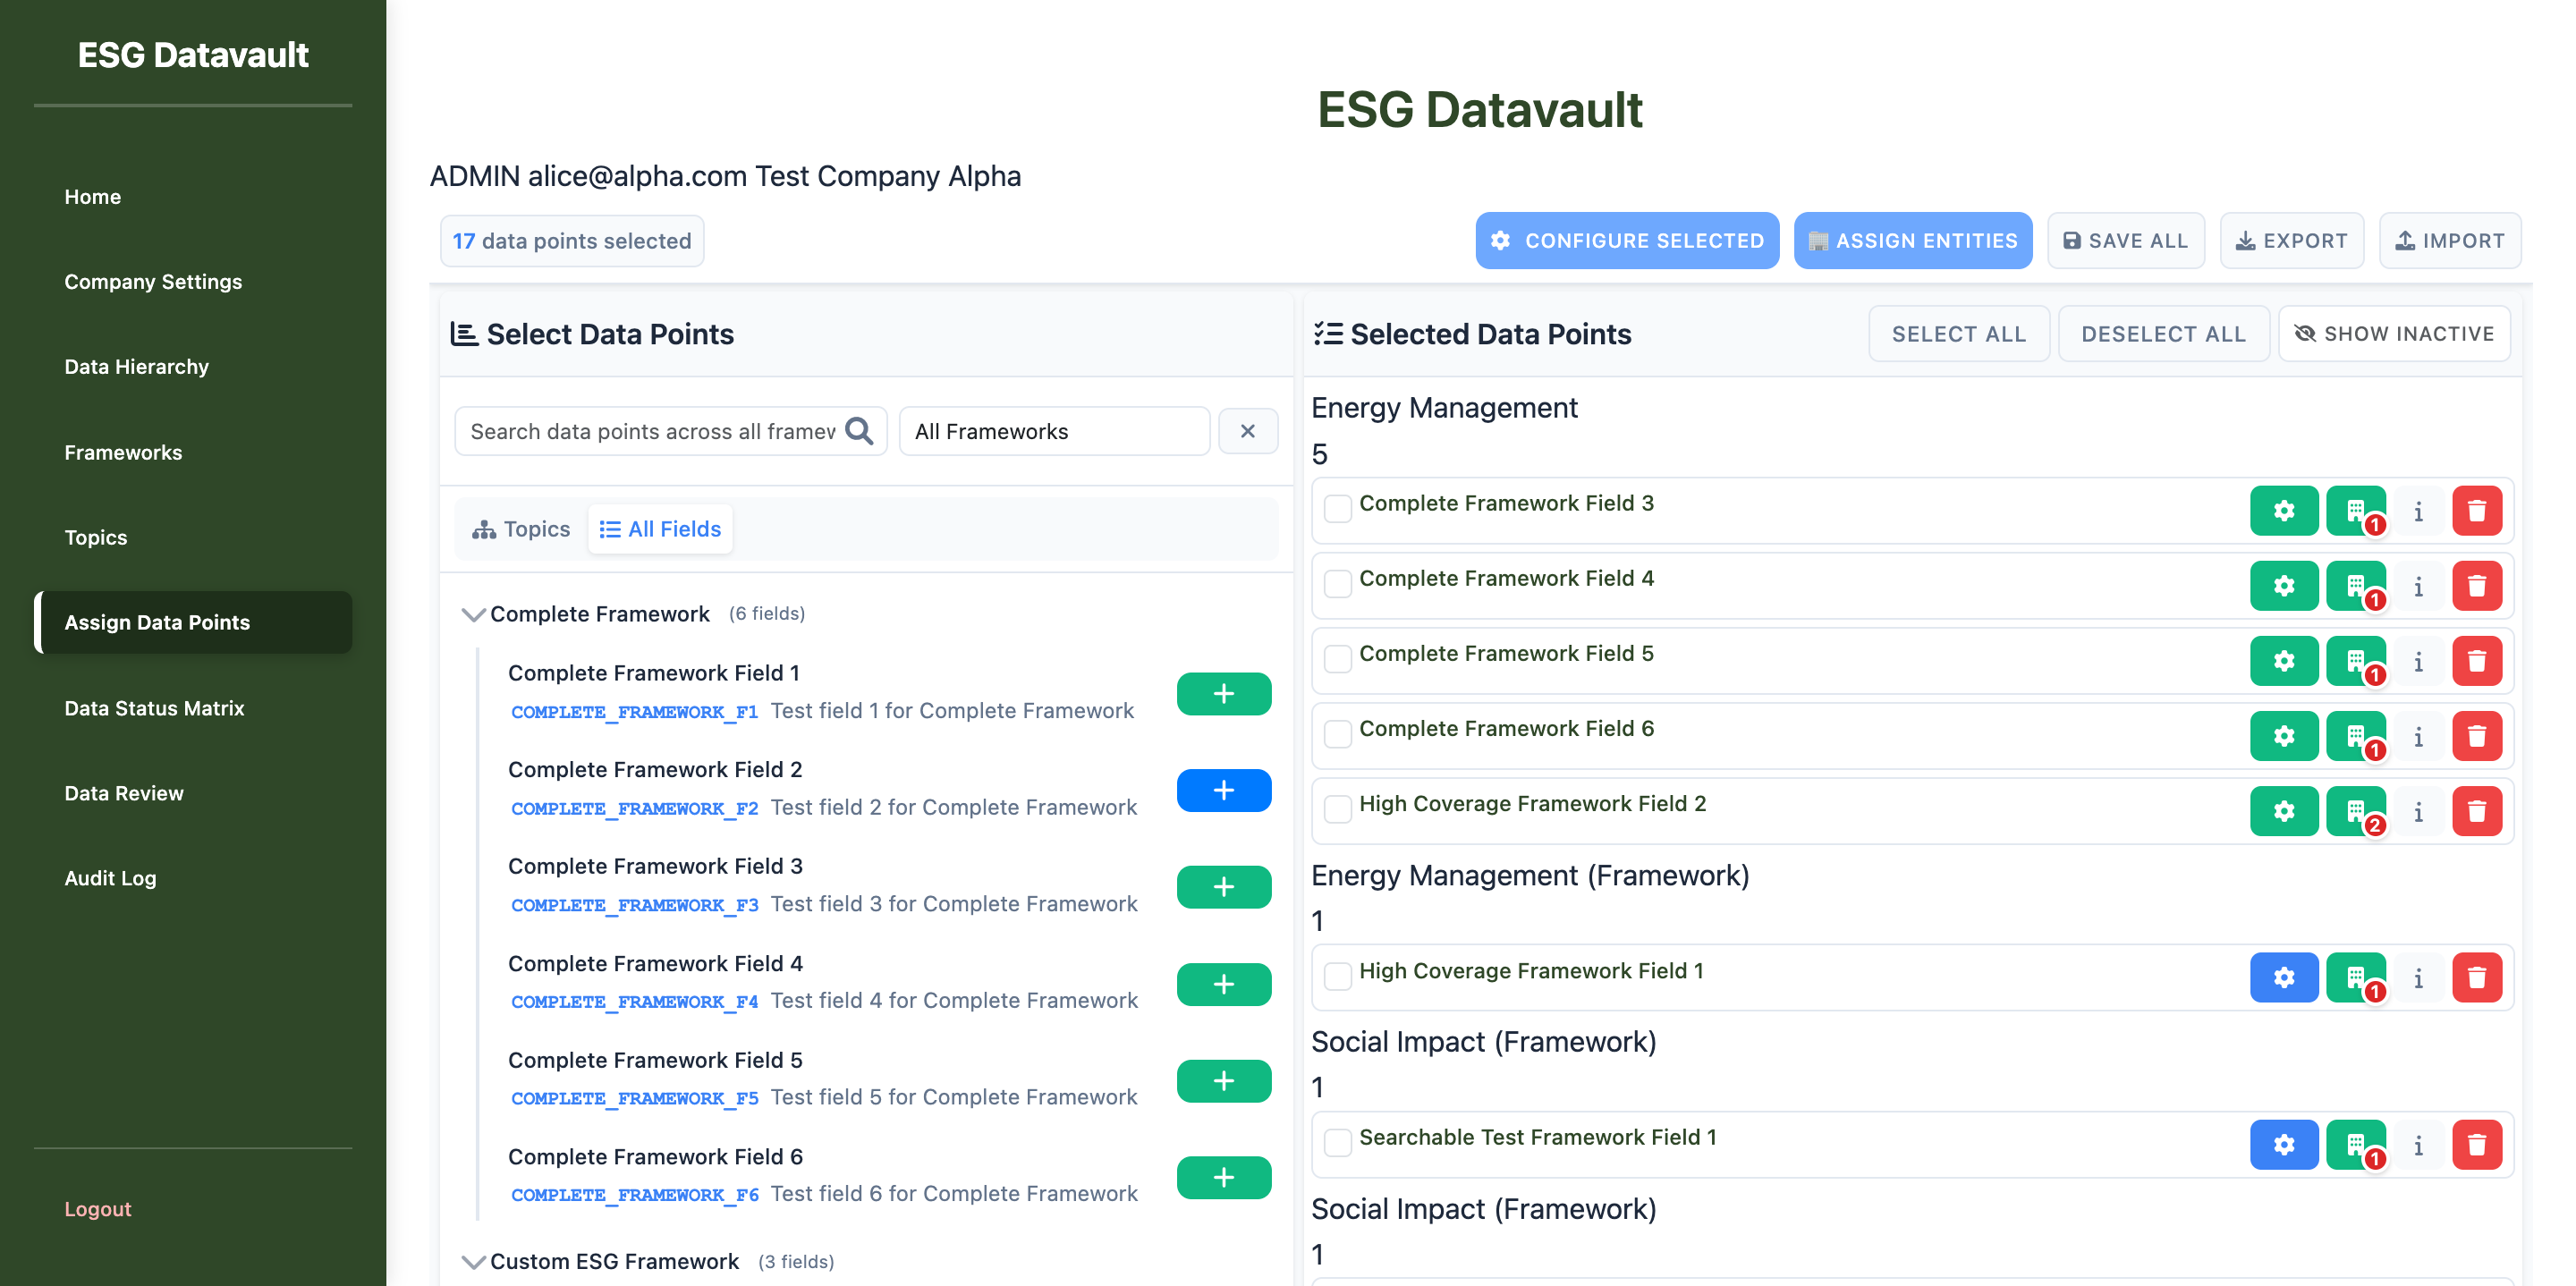 ESG Datavault
Home
Company Settings
Data Hierarchy
Frameworks
Topics
Assign Data Points
Data Status Matrix
Data Review
Audit Log
Logout
ESG Datavault
ADMIN alice@alpha.com Test Company Alpha
17 data points selected
CONFIGURE SELECTED
ASSIGN ENTITIES
SAVE ALL
EXPORT
IMPORT
Select Data Points
Search data points across all framew
All Frameworks
Topics
All Fields
Complete Framework (6 fields)
Complete Framework Field 1
COMPLETE_FRAMEWORK_F1 Test field 1 for Complete Framework
Complete Framework Field 2
COMPLETE_FRAMEWORK_F2 Test field 2 for Complete Framework
Complete Framework Field 3
COMPLETE_FRAMEWORK_F3 Test field 3 for Complete Framework
Complete Framework Field 4
COMPLETE_FRAMEWORK_F4 Test field 4 for Complete Framework
Complete Framework Field 5
COMPLETE_FRAMEWORK_F5 Test field 5 for Complete Framework
Complete Framework Field 6
COMPLETE_FRAMEWORK_F6 Test field 6 for Complete Framework
Custom ESG Framework (3 fields)
Selected Data Points
SELECT ALL
DESELECT ALL
SHOW INACTIVE
Energy Management
5
Complete Framework Field 3
1
Complete Framework Field 4
1
Complete Framework Field 5
1
Complete Framework Field 6
1
High Coverage Framework Field 2
2
Energy Management (Framework)
1
High Coverage Framework Field 1
1
Social Impact (Framework)
1
Searchable Test Framework Field 1
1
Social Impact (Framework)
1